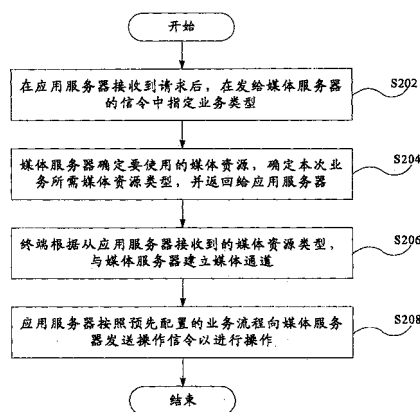 开始
在应用服务器接收到请求后，在发给媒体服务器
的信令中指定业务类型
S202
媒体服务器确定要使用的媒体资源，确定本次业
务所需媒体资源类型，并返回给应用服务器
S204
终端根据从应用服务器接收到的媒体资源类型，
与媒体服务器建立媒体通道
S206
应用服务器按照预先配置的业务流程向媒体服务
器发送操作信令以进行操作
S208
结束